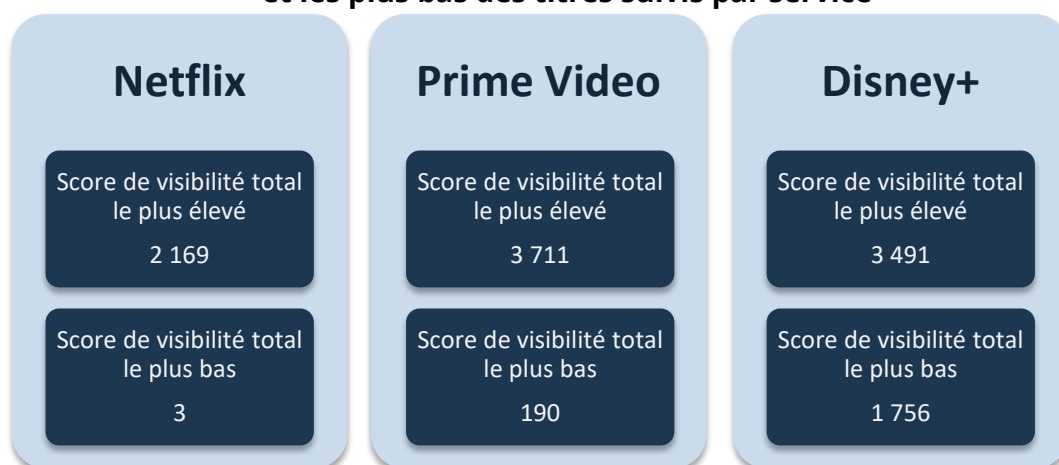 et les plus bas des titres suivis par service
Netflix
Score de visibilité total
le plus élevé
2 169
Score de visibilité total
le plus bas
3
Prime Video
Score de visibilité total
le plus élevé
3 711
Score de visibilité total
le plus bas
190
Disney+
Score de visibilité total
le plus élevé
3 491
Score de visibilité total
le plus bas
1 756